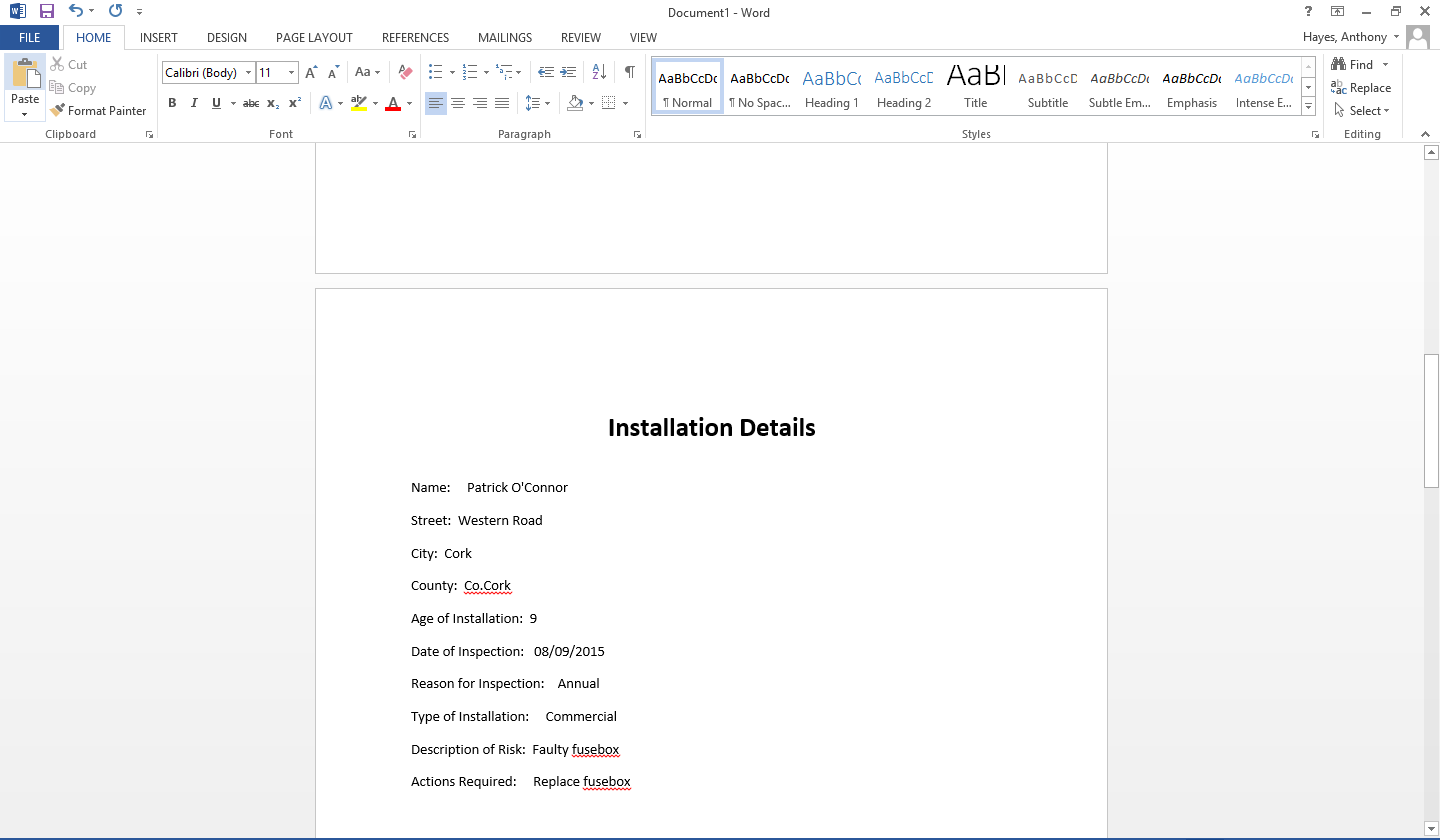 Document1 - Word
?
FILE HOME INSERT DESIGN PAGE LAYOUT REFERENCES MAILINGS REVIEW VIEW
Hayes, Anthony
Paste
Cut
Copy
Format Painter
Clipboard
Calibri (Body) 11
Aa
B I U abc x₂ x²
Font
Paragraph
AaBbCcDc AaBbCcDc AaBbCc AaBbCcD AaBl AaBbCcD AaBbCcDc AaBbCcDc AaBbCcDc
¶ Normal ¶ No Spac... Heading 1 Heading 2 Title Subtitle Subtle Em... Emphasis Intense E...
Styles
Find
Replace
Select
Editing
Installation Details
Name: Patrick O'Connor
Street: Western Road
City: Cork
County: Co.Cork
Age of Installation: 9
Date of Inspection: 08/09/2015
Reason for Inspection: Annual
Type of Installation: Commercial
Description of Risk: Faulty fusebox
Actions Required: Replace fusebox